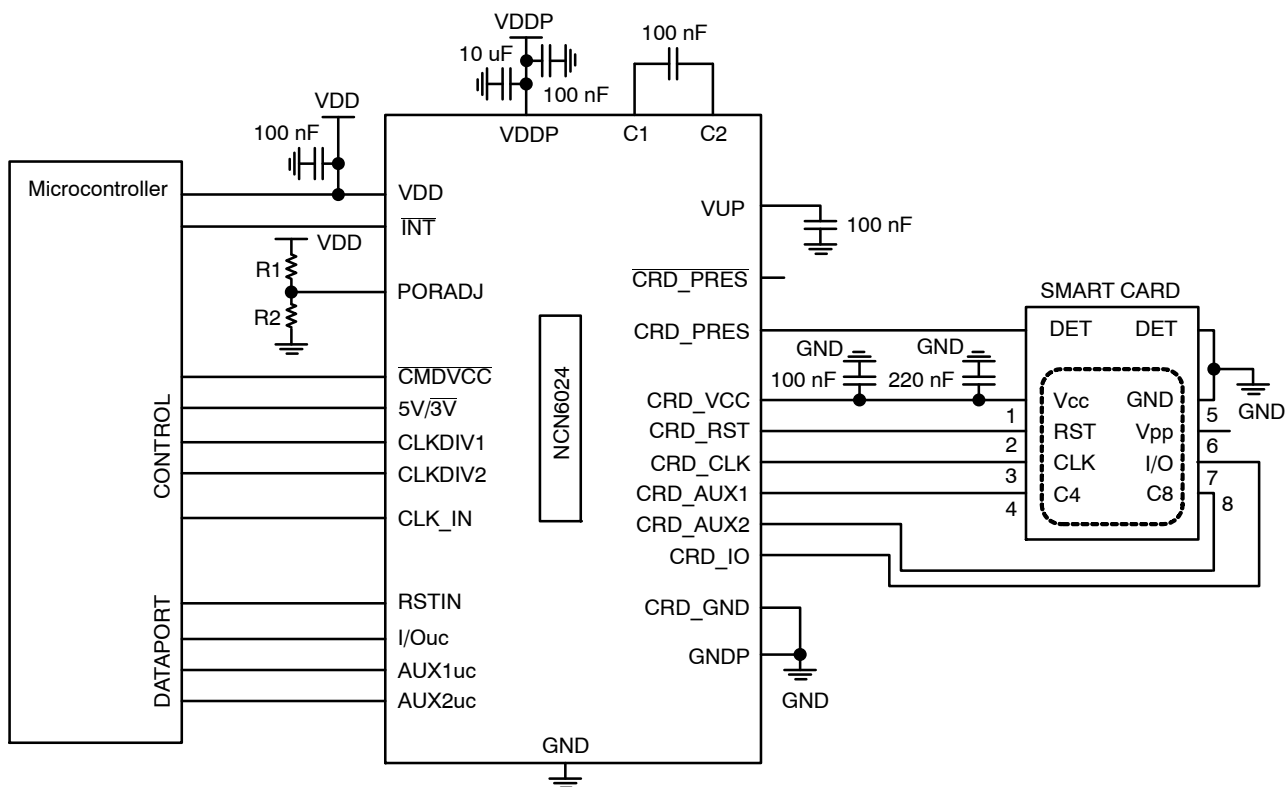 VDDP
100 nF
10 uF
100 nF
VDD
100 nF
VDDP
C1
C2
Microcontroller
VDD
INT
VDD
R1
PORADJ
R2
CMDVCC
5V/3V
CLKDIV1
CLKDIV2
CLK_IN
CONTROL
RSTIN
I/Ouc
AUX1uc
AUX2uc
DATAPORT
NCN6024
VUP
100 nF
CRD_PRES
CRD_PRES
CRD_VCC
CRD_RST
CRD_CLK
CRD_AUX1
CRD_AUX2
CRD_IO
CRD_GND
GNDP
GND
GND
GND
100 nF
GND
220 nF
SMART CARD
DET
DET
Vcc
GND
RST
Vpp
CLK
I/O
C4
C8
1
2
3
4
5
6
7
8
GND